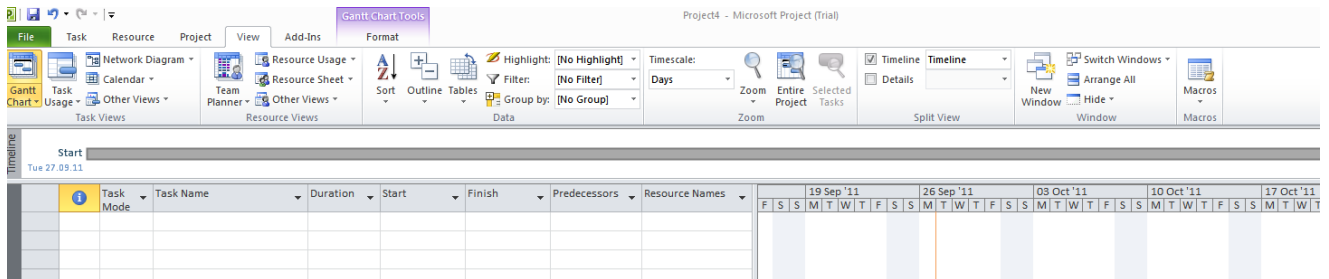 Gantt Chart Tools
Project4 - Microsoft Project (Trial)
File Task Resource Project View Add-Ins Format
Gantt Chart
Task Usage
Network Diagram
Calendar
Other Views
Task Views
Team Planner
Resource Usage
Resource Sheet
Other Views
Resource Views
Sort
Outline
Tables
Highlight: [No Highlight]
Filter: [No Filter]
Group by: [No Group]
Data
Timescale:
Days
Zoom
Entire Project
Selected Tasks
Zoom
Timeline Timeline
Details
Split View
New Window
Switch Windows
Arrange All
Hide
Window
Macros
Macros
Timeline
Start
Tue 27.09.11
Task Mode
Task Name
Duration
Start
Finish
Predecessors
Resource Names
19 Sep '11 26 Sep '11 03 Oct '11 10 Oct '11 17 Oct '11
F S S M T W T F S S M T W T F S S M T W T F S S M T W T F S S M T W T